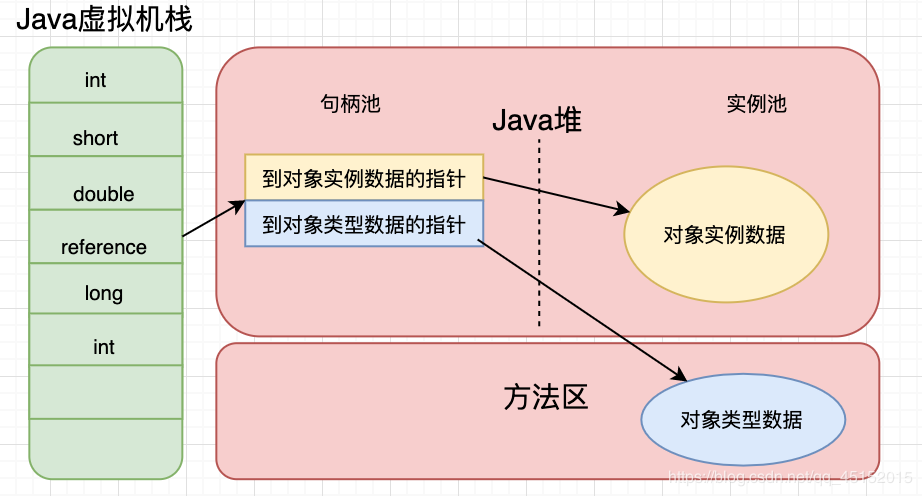 Java虚拟机栈
int
short
double
reference
long
int
句柄池
Java堆
实例池
到对象实例数据的指针
到对象类型数据的指针
对象实例数据
方法区
对象类型数据
https://blog.csdn.net/qq_45152015